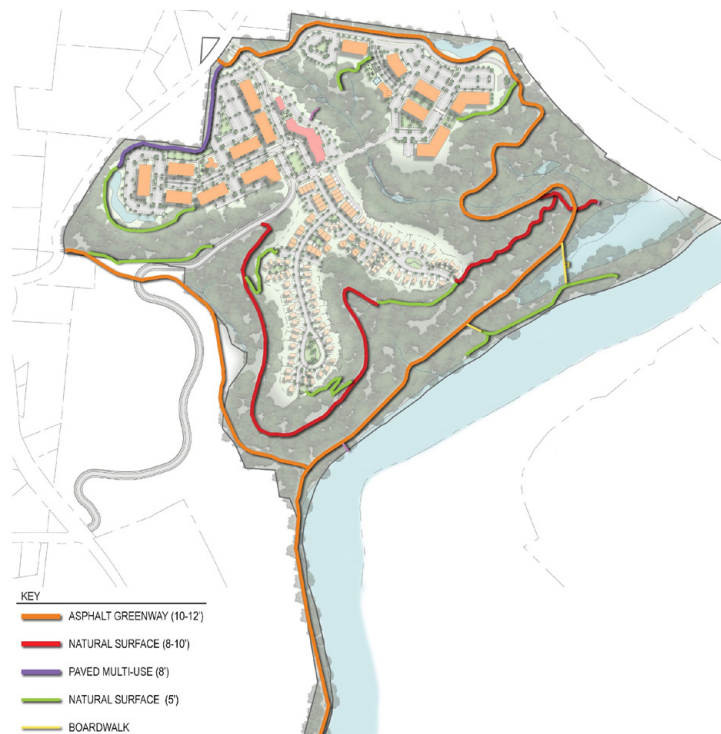 KEY
ASPHALT GREENWAY (10-12')
NATURAL SURFACE (8-10')
PAVED MULTI-USE (8')
NATURAL SURFACE (5')
BOARDWALK